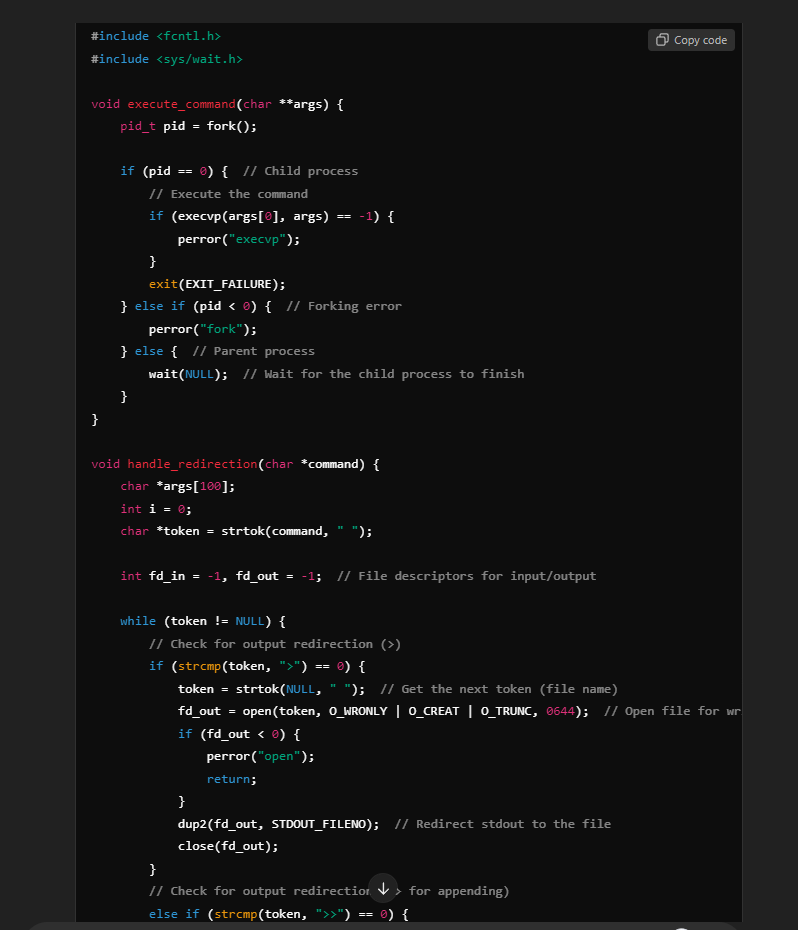 #include <fcntl.h>
Copy code
#include <sys/wait.h>
void execute_command(char **args) {
    pid_t pid = fork();
    if (pid == 0) {  // Child process
        // Execute the command
        if (execvp(args[0], args) == -1) {
            perror("execvp");
        }
        exit(EXIT_FAILURE);
    } else if (pid < 0) {  // Forking error
        perror("fork");
    } else {  // Parent process
        wait(NULL);  // Wait for the child process to finish
    }
}
void handle_redirection(char *command) {
    char *args[100];
    int i = 0;
    char *token = strtok(command, " ");
    int fd_in = -1, fd_out = -1;  // File descriptors for input/output
    while (token != NULL) {
        // Check for output redirection (>)
        if (strcmp(token, ">") == 0) {
            token = strtok(NULL, " ");  // Get the next token (file name)
            fd_out = open(token, O_WRONLY | O_CREAT | O_TRUNC, 0644);  // Open file for wr
            if (fd_out < 0) {
                perror("open");
                return;
            }
            dup2(fd_out, STDOUT_FILENO);  // Redirect stdout to the file
            close(fd_out);
        }
        // Check for output redirection > for appending)
        else if (strcmp(token, ">>") == 0) {